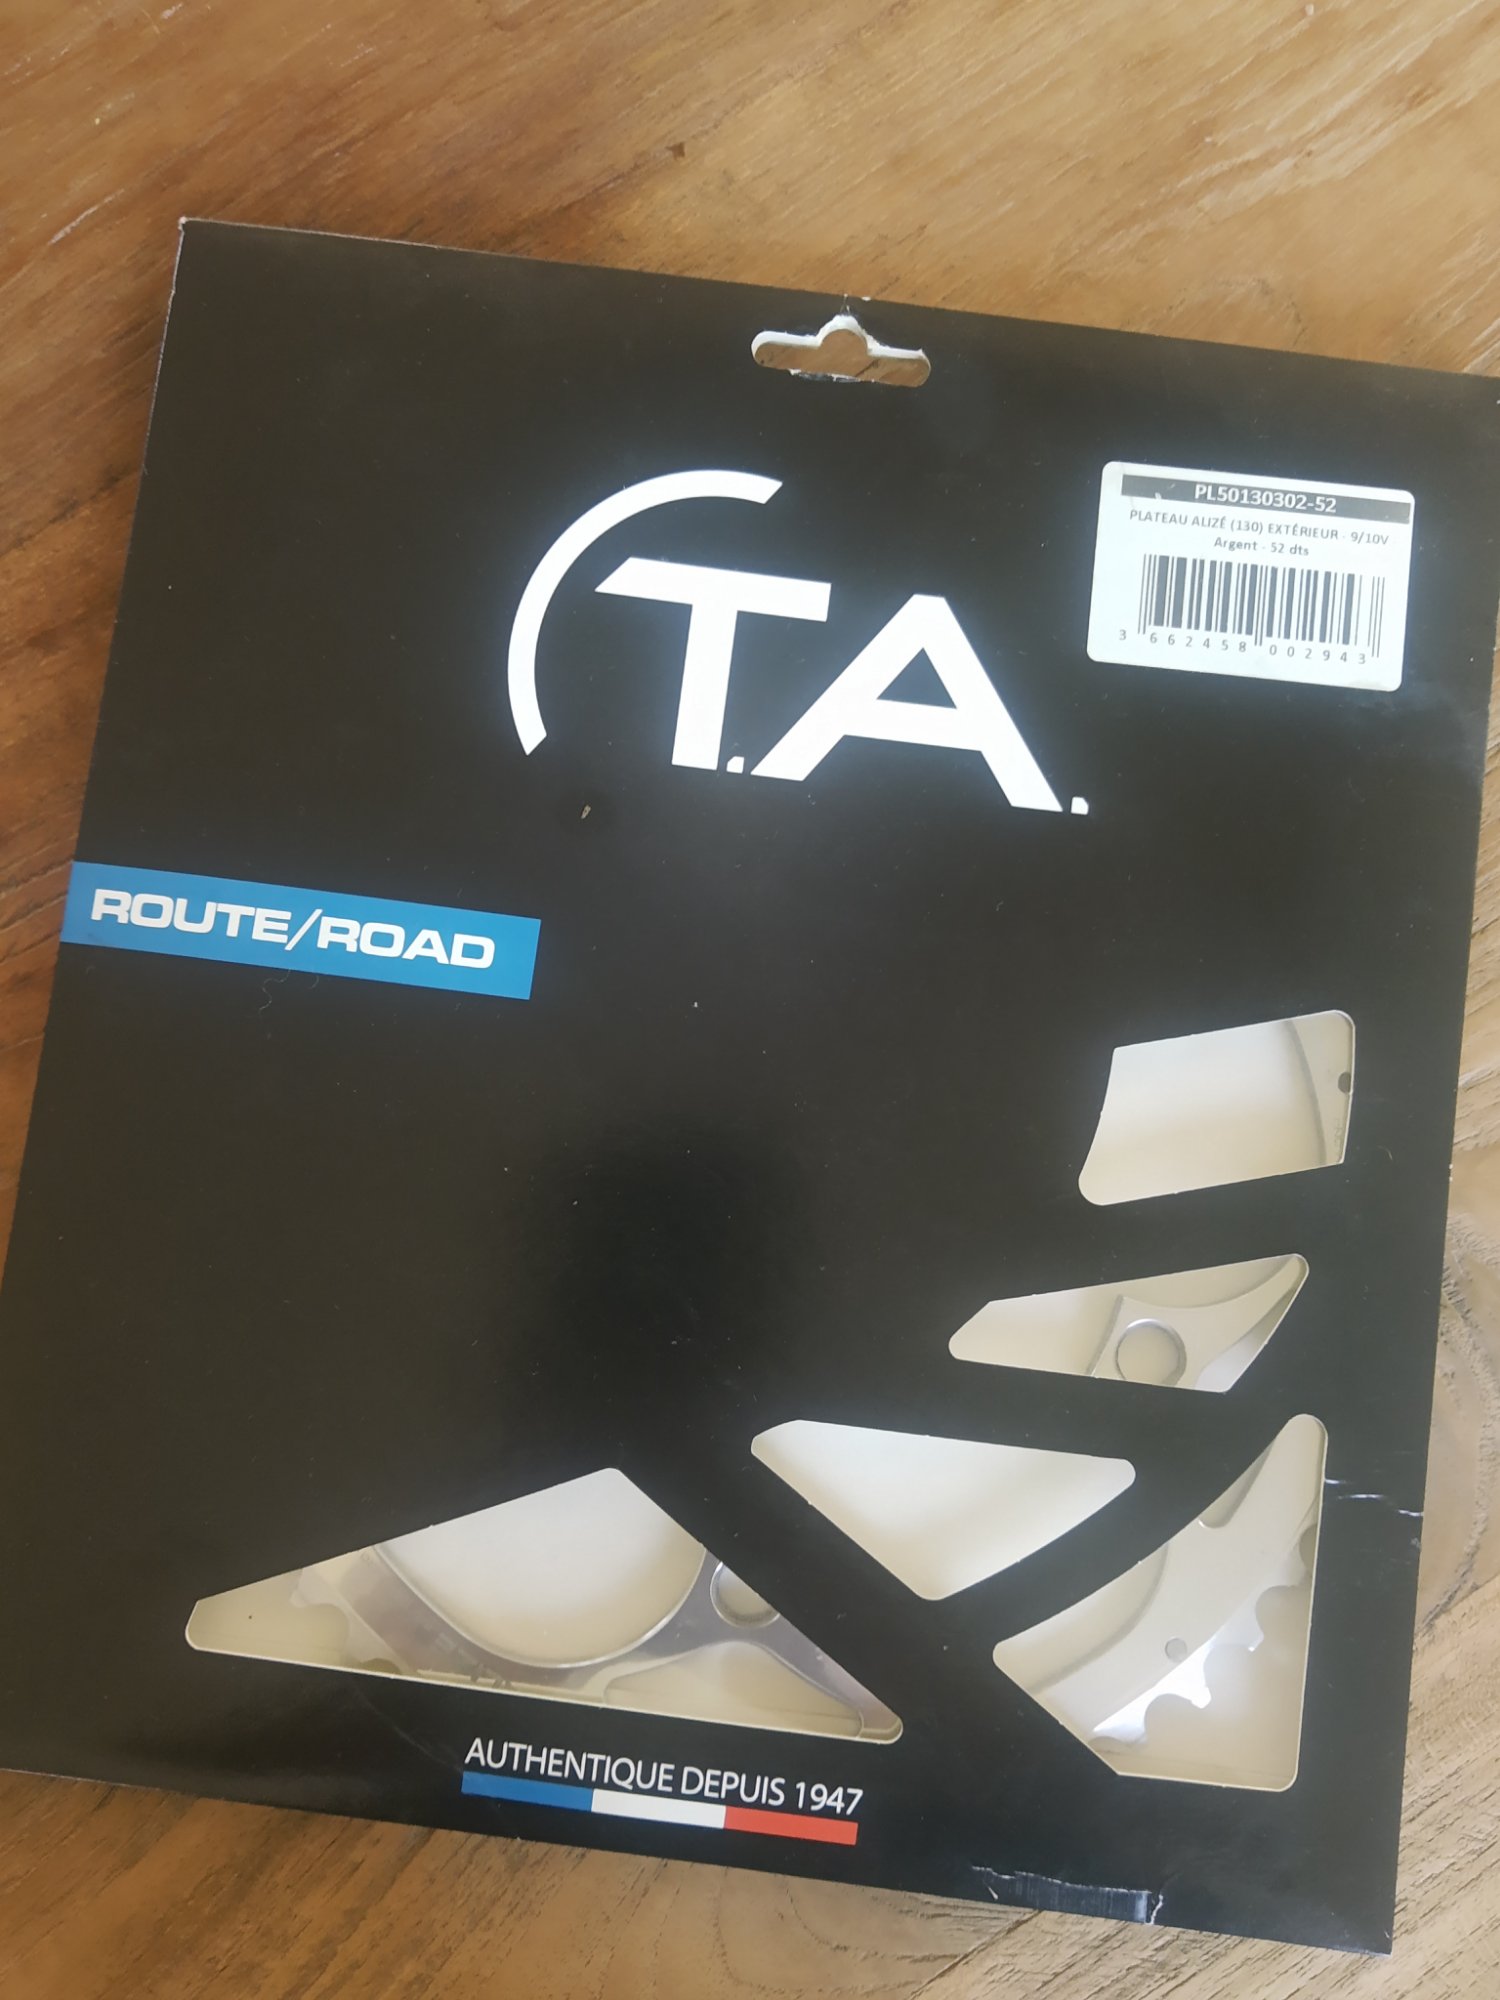 PL50130302-52
PLATEAU ALIZÉ (130) EXTÉRIEUR - 9/10V -
Argent - 52 dts
3 662458 002943
T.A.
ROUTE/ROAD
AUTHENTIQUE DEPUIS 1947